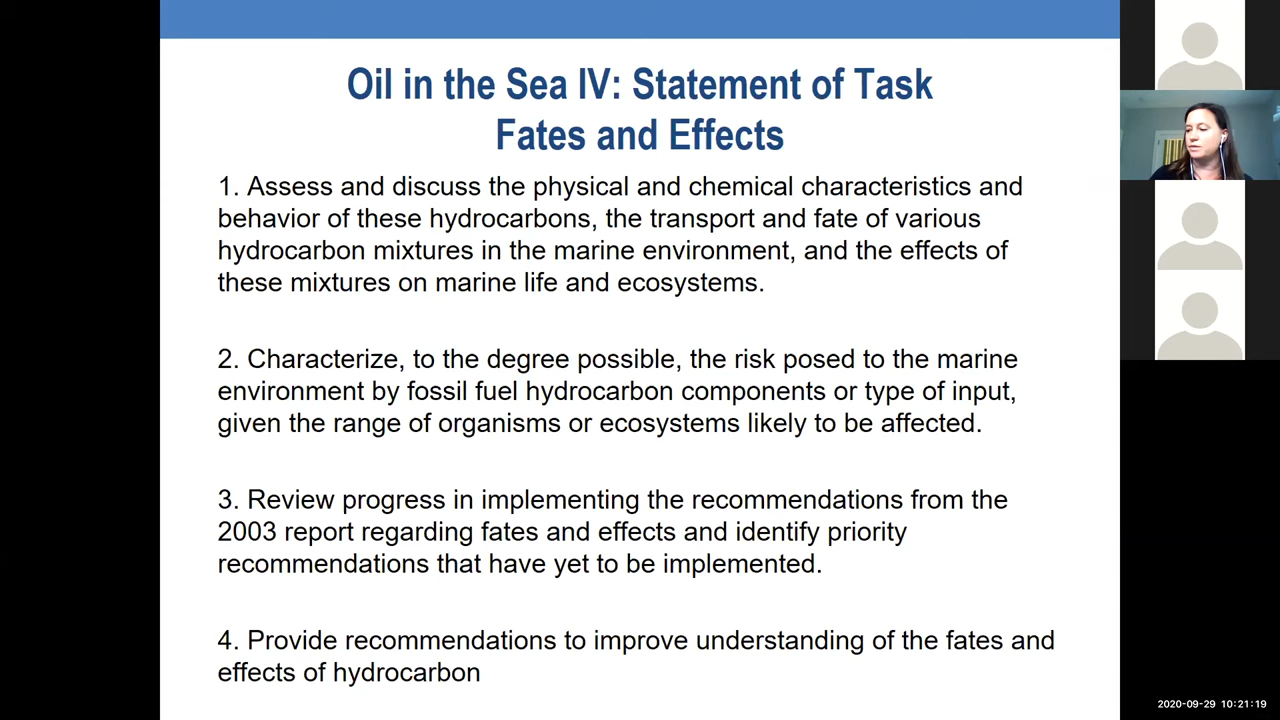 Oil in the Sea IV: Statement of Task
Fates and Effects
1. Assess and discuss the physical and chemical characteristics and
behavior of these hydrocarbons, the transport and fate of various
hydrocarbon mixtures in the marine environment, and the effects of
these mixtures on marine life and ecosystems.
2. Characterize, to the degree possible, the risk posed to the marine
environment by fossil fuel hydrocarbon components or type of input,
given the range of organisms or ecosystems likely to be affected.
3. Review progress in implementing the recommendations from the
2003 report regarding fates and effects and identify priority
recommendations that have yet to be implemented.
4. Provide recommendations to improve understanding of the fates and
effects of hydrocarbon
2020-09-29 10:21:19